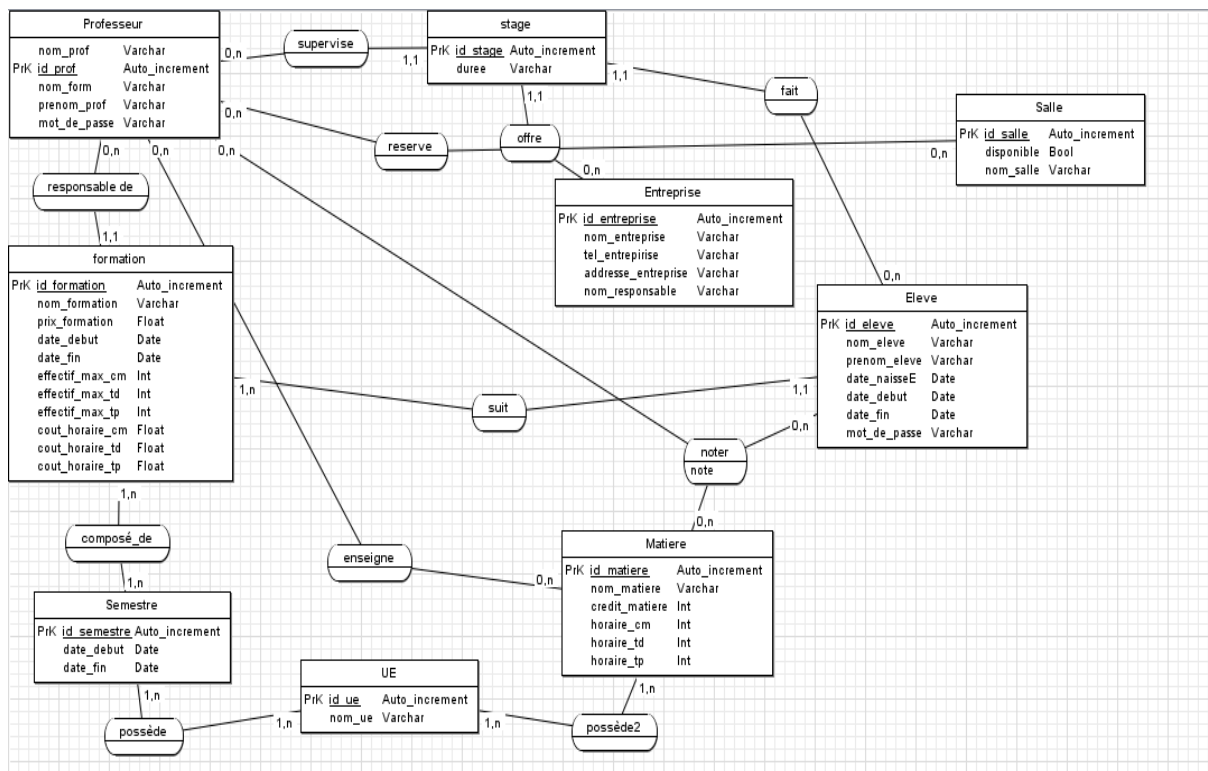 Professeur
nom_prof Varchar
PrK id_prof Auto_increment
nom_form Varchar
prenom_prof Varchar
mot_de_passe Varchar
0,n
supervise
1,1
stage
PrK id_stage Auto_increment
duree Varchar
1,1
fait
0,n
1,1
offre
0,n
0,n
reserve
0,n
Salle
PrK id_salle Auto_increment
disponible Bool
nom_salle Varchar
0,n
0,n
0,n
responsable de
1,1
Entreprise
PrK id_entreprise Auto_increment
nom_entreprise Varchar
tel_entepirise Varchar
addresse_entreprise Varchar
nom_responsable Varchar
formation
PrK id_formation Auto_increment
nom_formation Varchar
prix_formation Float
date_debut Date
date_fin Date
effectif_max_cm Int
effectif_max_td Int
effectif_max_tp Int
cout_horaire_cm Float
cout_horaire_td Float
cout_horaire_tp Float
Eleve
PrK id_eleve Auto_increment
nom_eleve Varchar
prenom_eleve Varchar
date_naisseE Date
date_debut Date
date_fin Date
mot_de_passe Varchar
1,n
suit
1,1
0,n
noter
note
0,n
1,n
composé_de
1,n
enseigne
0,n
Matiere
PrK id_matiere Auto_increment
nom_matiere Varchar
credit_matiere Int
horaire_cm Int
horaire_td Int
horaire_tp Int
Semestre
PrK id_semestre Auto_increment
date_debut Date
date_fin Date
1,n
possède
1,n
UE
PrK id_ue Auto_increment
nom_ue Varchar
1,n
possède2
1,n